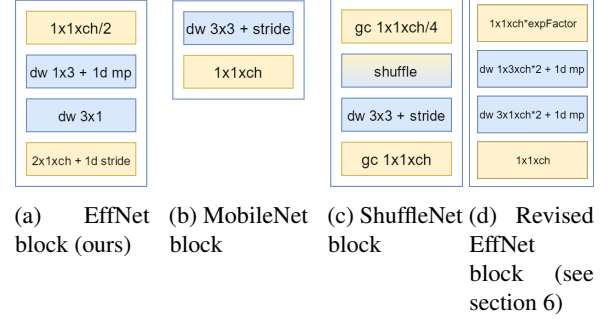 1x1xch/2
dw 1x3 + 1d mp
dw 3x1
2x1xch + 1d stride
dw 3x3 + stride
1x1xch
gc 1x1xch/4
shuffle
dw 3x3 + stride
gc 1x1xch
1x1xch*expFactor
dw 1x3xch*2 + 1d mp
dw 3x1xch*2 + 1d mp
1x1xch
(a) EffNet
block (ours)
(b) MobileNet
block
(c) ShuffleNet
block
(d) Revised
EffNet
block (see
section 6)